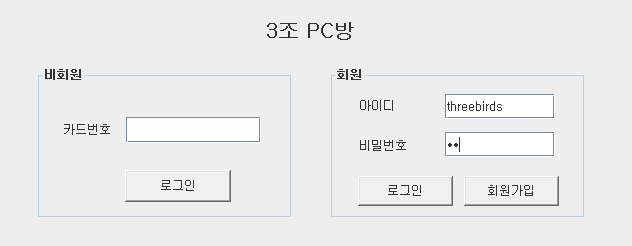 3조 PC방
비회원
카드번호
로그인
회원
아이디 threebirds
비밀번호 ••
로그인 회원가입